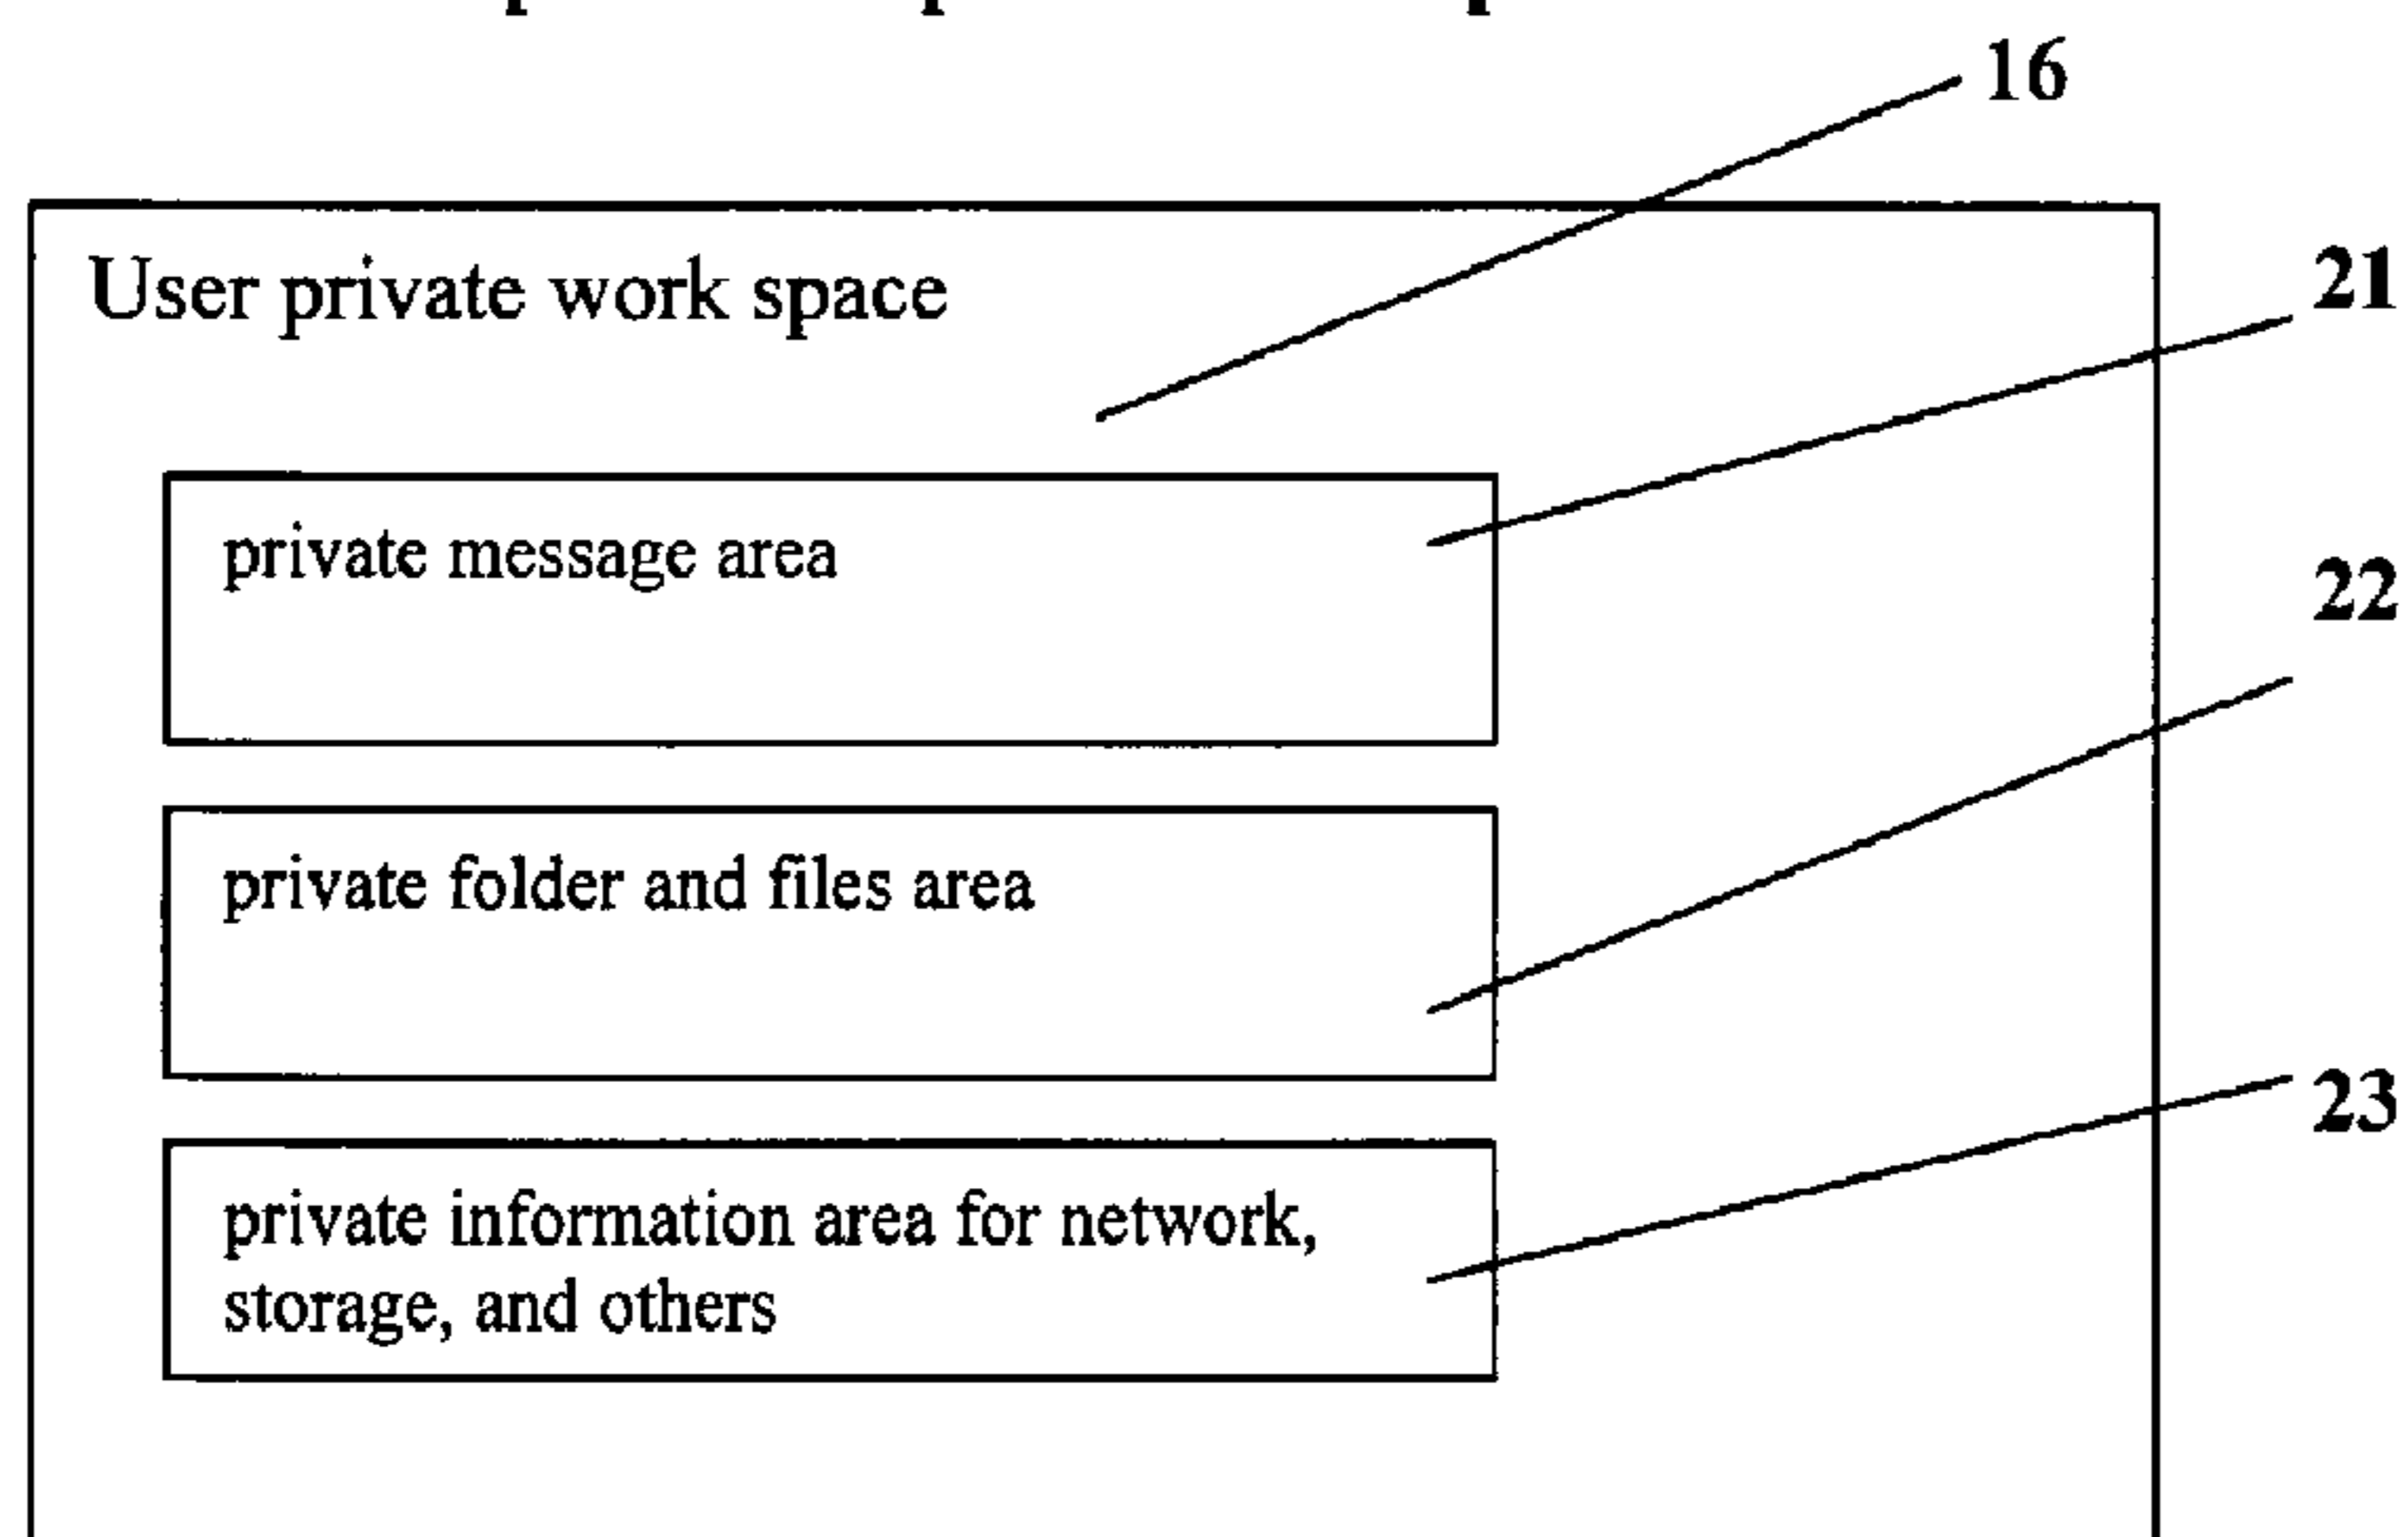 16
User private work space
21
private message area
22
private folder and files area
23
private information area for network,
storage, and others